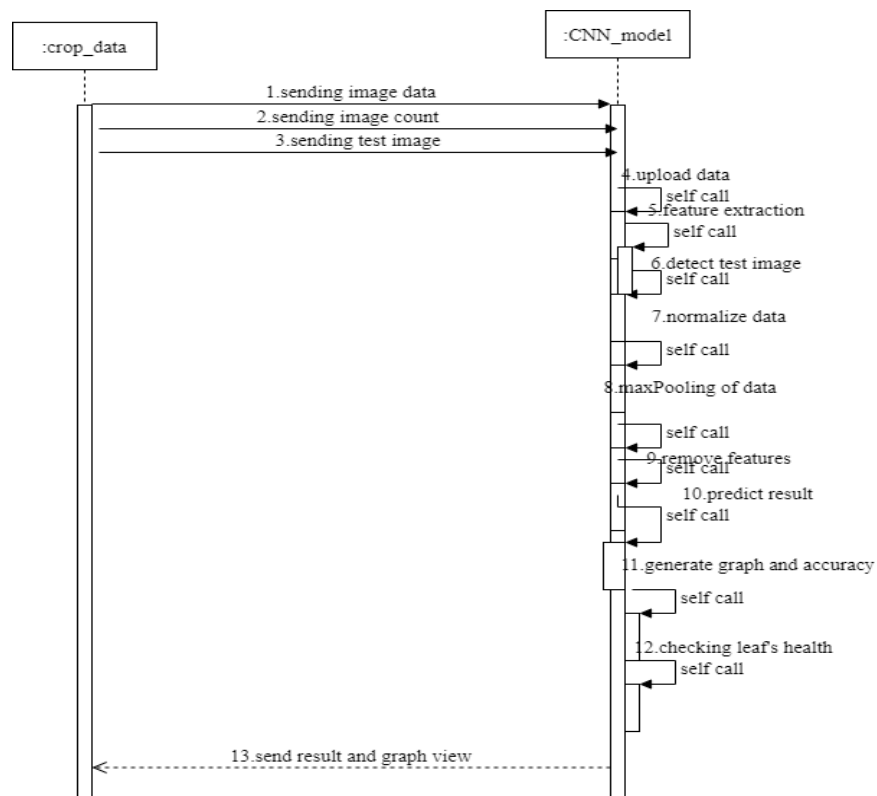 :crop_data
:CNN_model
1.sending image data
2.sending image count
3.sending test image
4.upload data
self call
5.feature extraction
self call
6.detect test image
self call
7.normalize data
self call
8.maxPooling of data
self call
9.remove features
self call
10.predict result
self call
11.generate graph and accuracy
self call
12.checking leaf's health
self call
13.send result and graph view